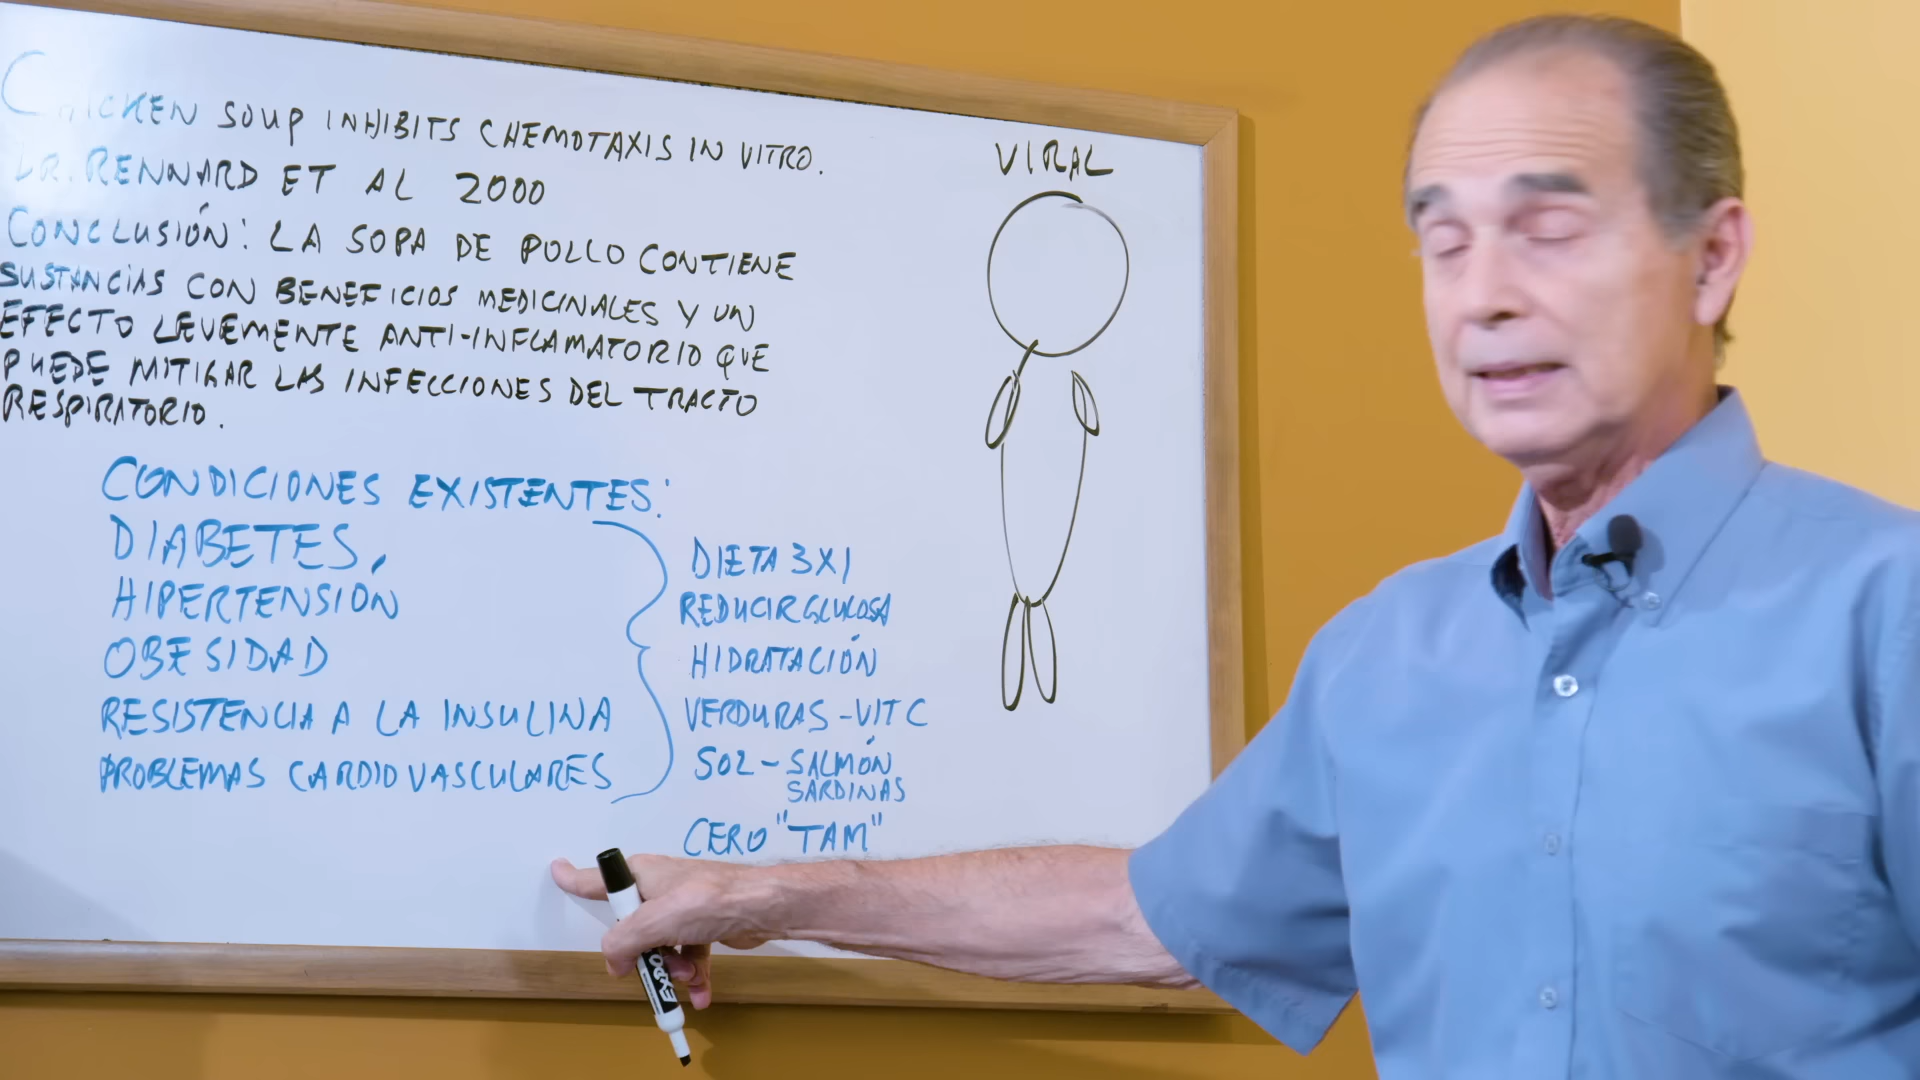 CHICKEN SOUP INHIBITS CHEMOTAXIS IN VITRO.
DR. RENNARD ET AL 2000
CONCLUSIÓN: LA SOPA DE POLLO CONTIENE
SUSTANCIAS CON BENEFICIOS MEDICINALES Y UN
EFECTO LEVEMENTE ANTI-INFLAMATORIO QUE
PUEDE MITIGAR LAS INFECCIONES DEL TRACTO
RESPIRATORIO.
CONDICIONES EXISTENTES:
DIABETES,
HIPERTENSIÓN
OBESIDAD
RESISTENCIA A LA INSULINA
PROBLEMAS CARDIOVASCULARES
DIETA 3X1
REDUCIR GLUCOSA
HIDRATACIÓN
VERDURAS - VIT C
SOL - SALMÓN
SARDINAS
CERO "TAM"
VIRAL
EXPO